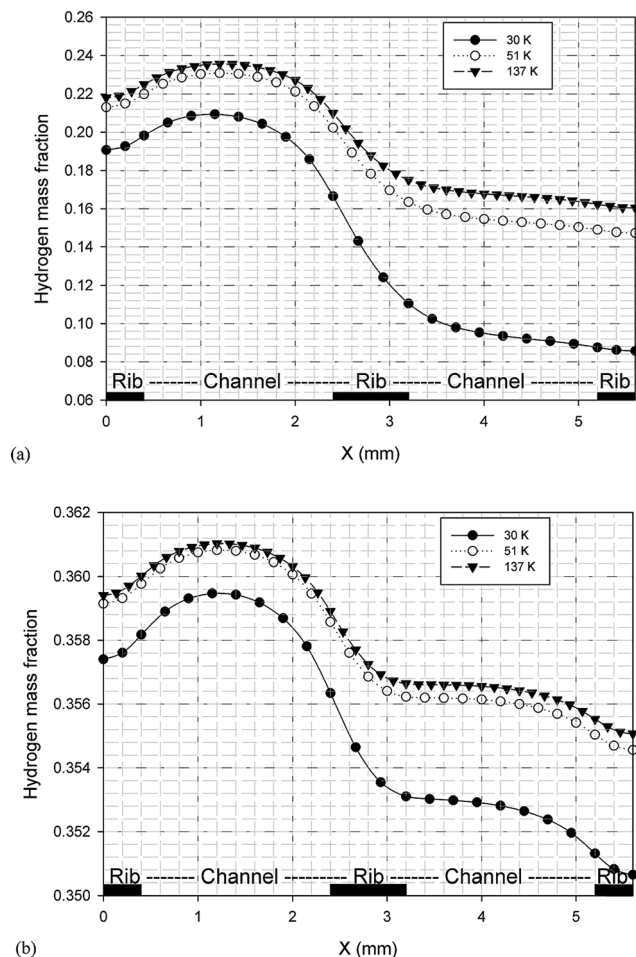 0.26
0.24
0.22
0.20
0.18
0.16
0.14
0.12
0.10
0.08
0.06
Hydrogen mass fraction
30 K
51 K
137 K
Rib Channel Rib Channel Rib
0 1 2 3 4 5
X (mm)
(a)
0.362
0.360
0.358
0.356
0.354
0.352
0.350
Hydrogen mass fraction
30 K
51 K
137 K
Rib Channel Rib Channel Rib
0 1 2 3 4 5
X (mm)
(b)